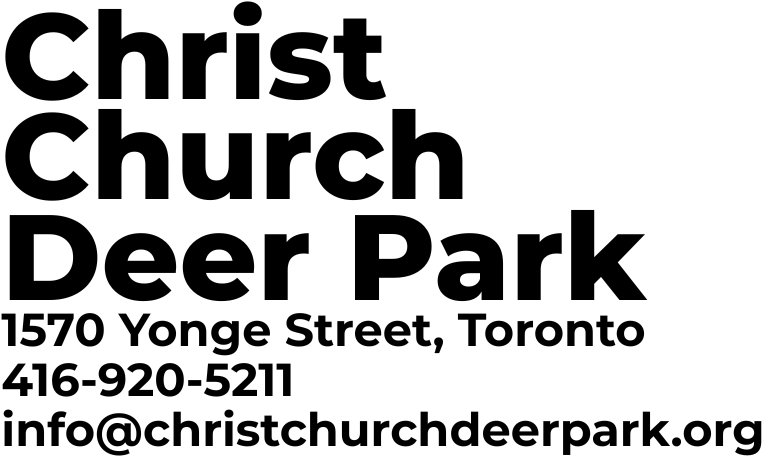 Christ
Church
Deer Park
1570 Yonge Street, Toronto
416-920-5211
info@christchurchdeerpark.org